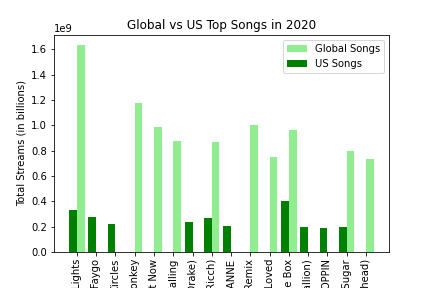 Global vs US Top Songs in 2020
1e9
Global Songs
US Songs
Total Streams (in billions)
1.6
1.4
1.2
1.0
0.8
0.6
0.4
0.2
0.0
ights
Faygo
ircles
onkey
t Now
alling
Drake)
Ricch)
ANNE
Remix
Loved
e Box
allion)
OPPIN
Sugar
head)